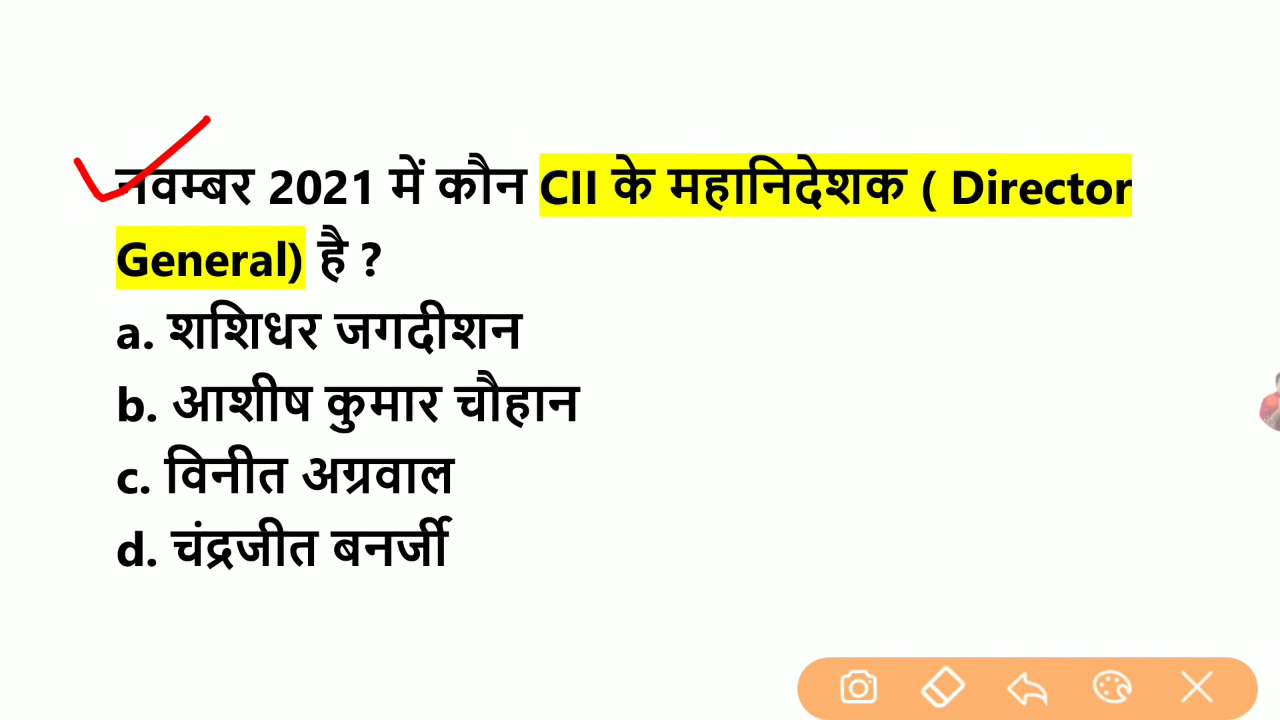 नवम्बर 2021 में कौन CII के महानिदेशक ( Director
General) है ?
a. शशिधर जगदीशन
b. आशीष कुमार चौहान
c. विनीत अग्रवाल
d. चंद्रजीत बनर्जी